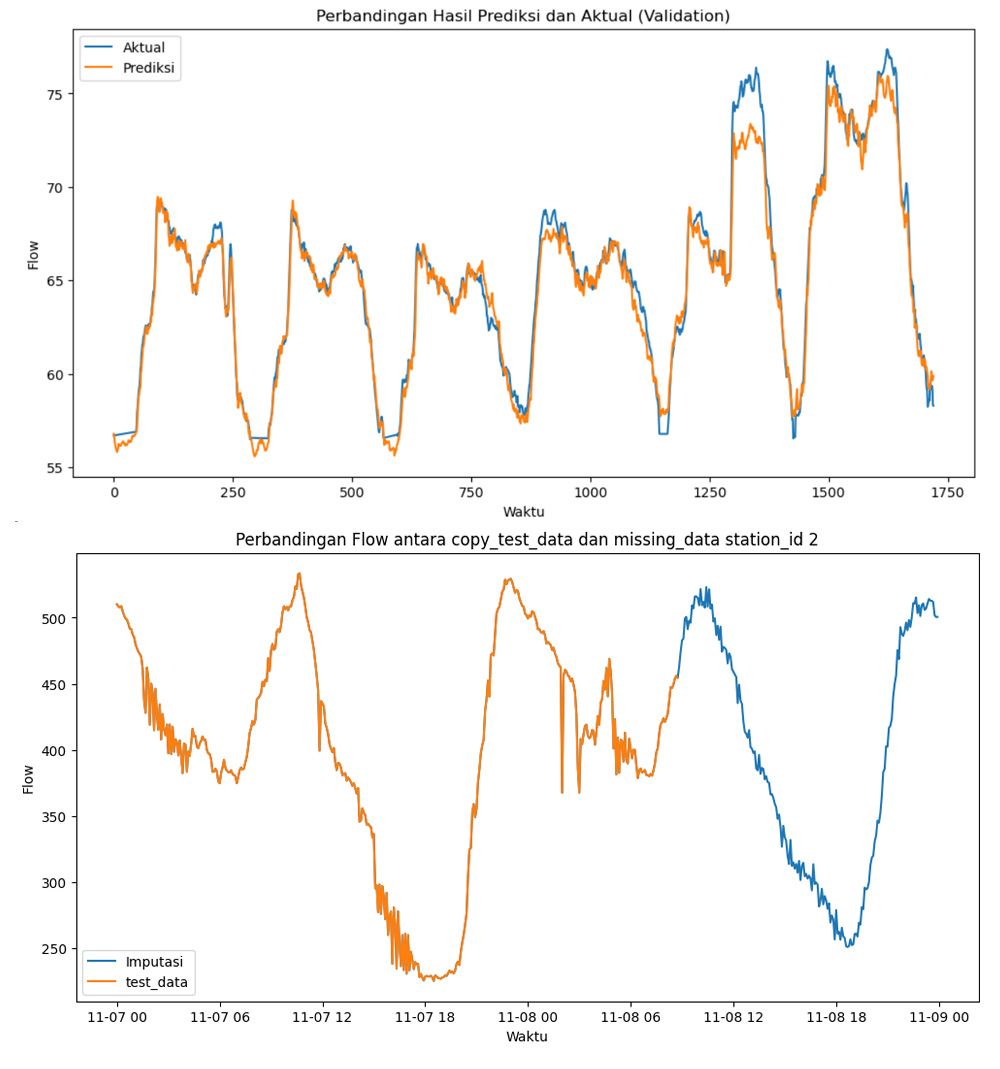 Perbandingan Hasil Prediksi dan Aktual (Validation)
Aktual
Prediksi
75
70
65
60
55
Flow
0 250 500 750 1000 1250 1500 1750
Waktu
Perbandingan Flow antara copy_test_data dan missing_data station_id 2
500
450
400
350
300
250
Flow
Imputasi
test_data
11-07 00 11-07 06 11-07 12 11-07 18 11-08 00 11-08 06 11-08 12 11-08 18 11-09 00
Waktu